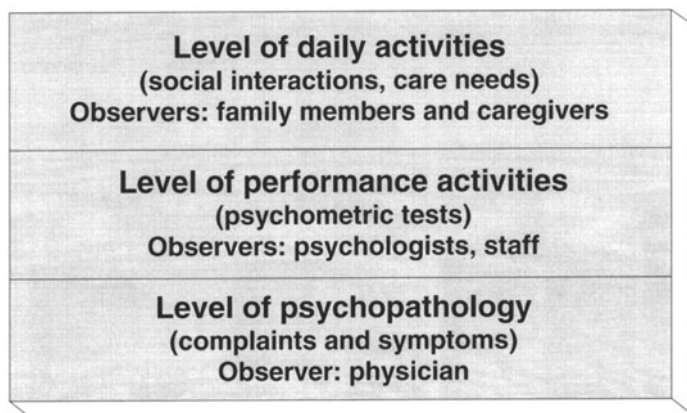 Level of daily activities
(social interactions, care needs)
Observers: family members and caregivers
Level of performance activities
(psychometric tests)
Observers: psychologists, staff
Level of psychopathology
(complaints and symptoms)
Observer: physician